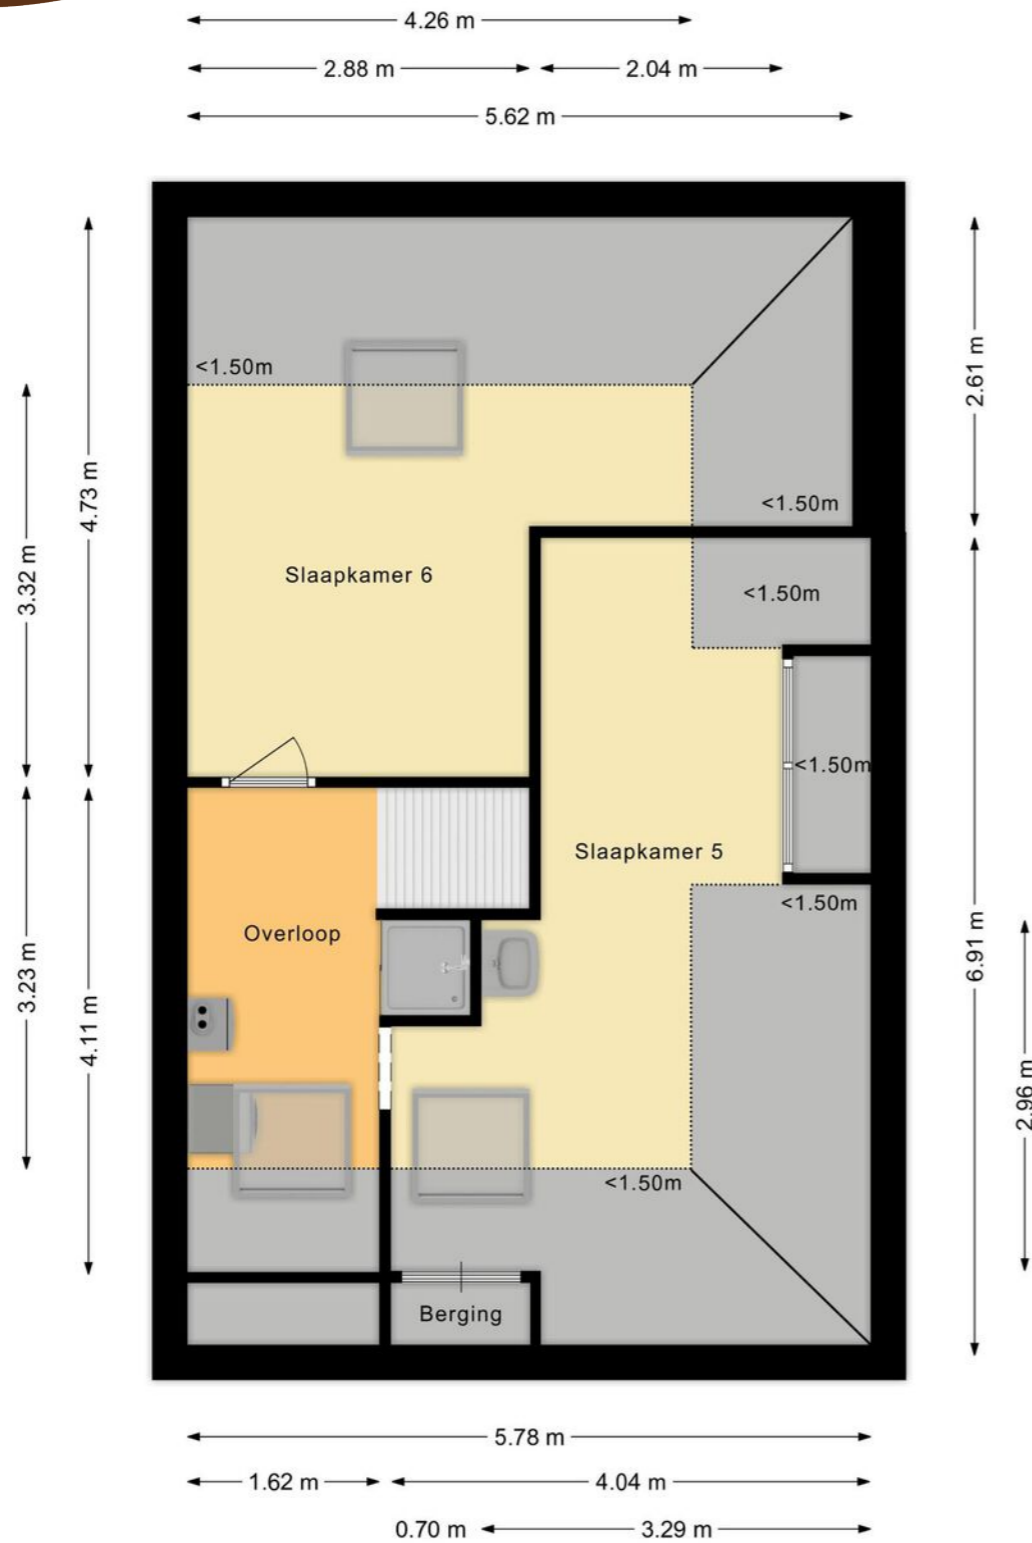 4.26 m
2.88 m
2.04 m
5.62 m
<1.50m
2.61 m
4.73 m
<1.50m
3.32 m
Slaapkamer 6
<1.50m
<1.50m
Slaapkamer 5
<1.50m
Overloop
6.91 m
3.23 m
4.11 m
2.96 m
<1.50m
Berging
5.78 m
1.62 m
4.04 m
0.70 m
3.29 m